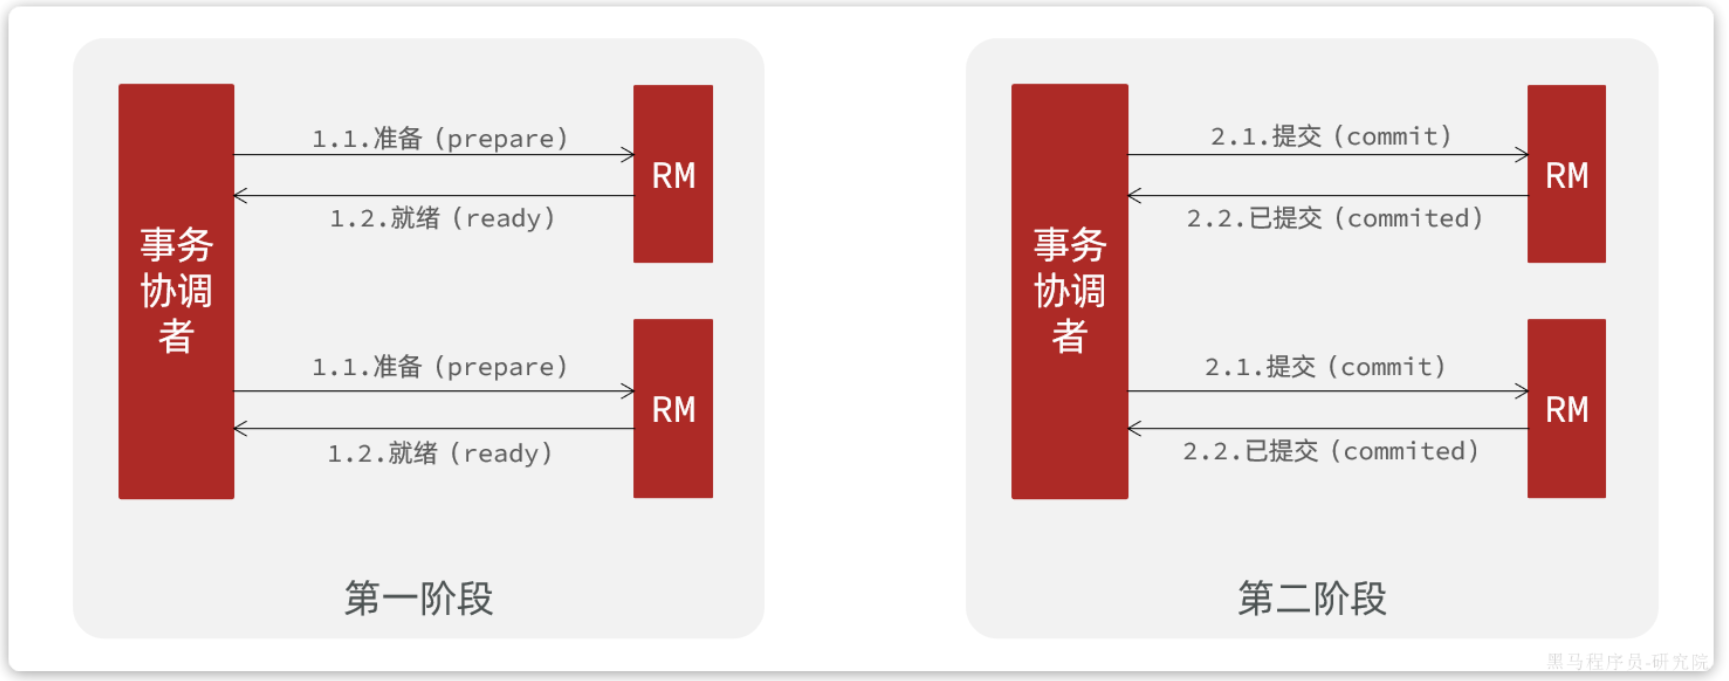 1.1.准备（prepare）
RM
1.2.就绪（ready）
事务
协调
者
1.1.准备（prepare）
RM
1.2.就绪（ready）
第一阶段
2.1.提交（commit）
RM
2.2.已提交（commited）
事务
协调
者
2.1.提交（commit）
RM
2.2.已提交（commited）
第二阶段
黑马程序员-研究院